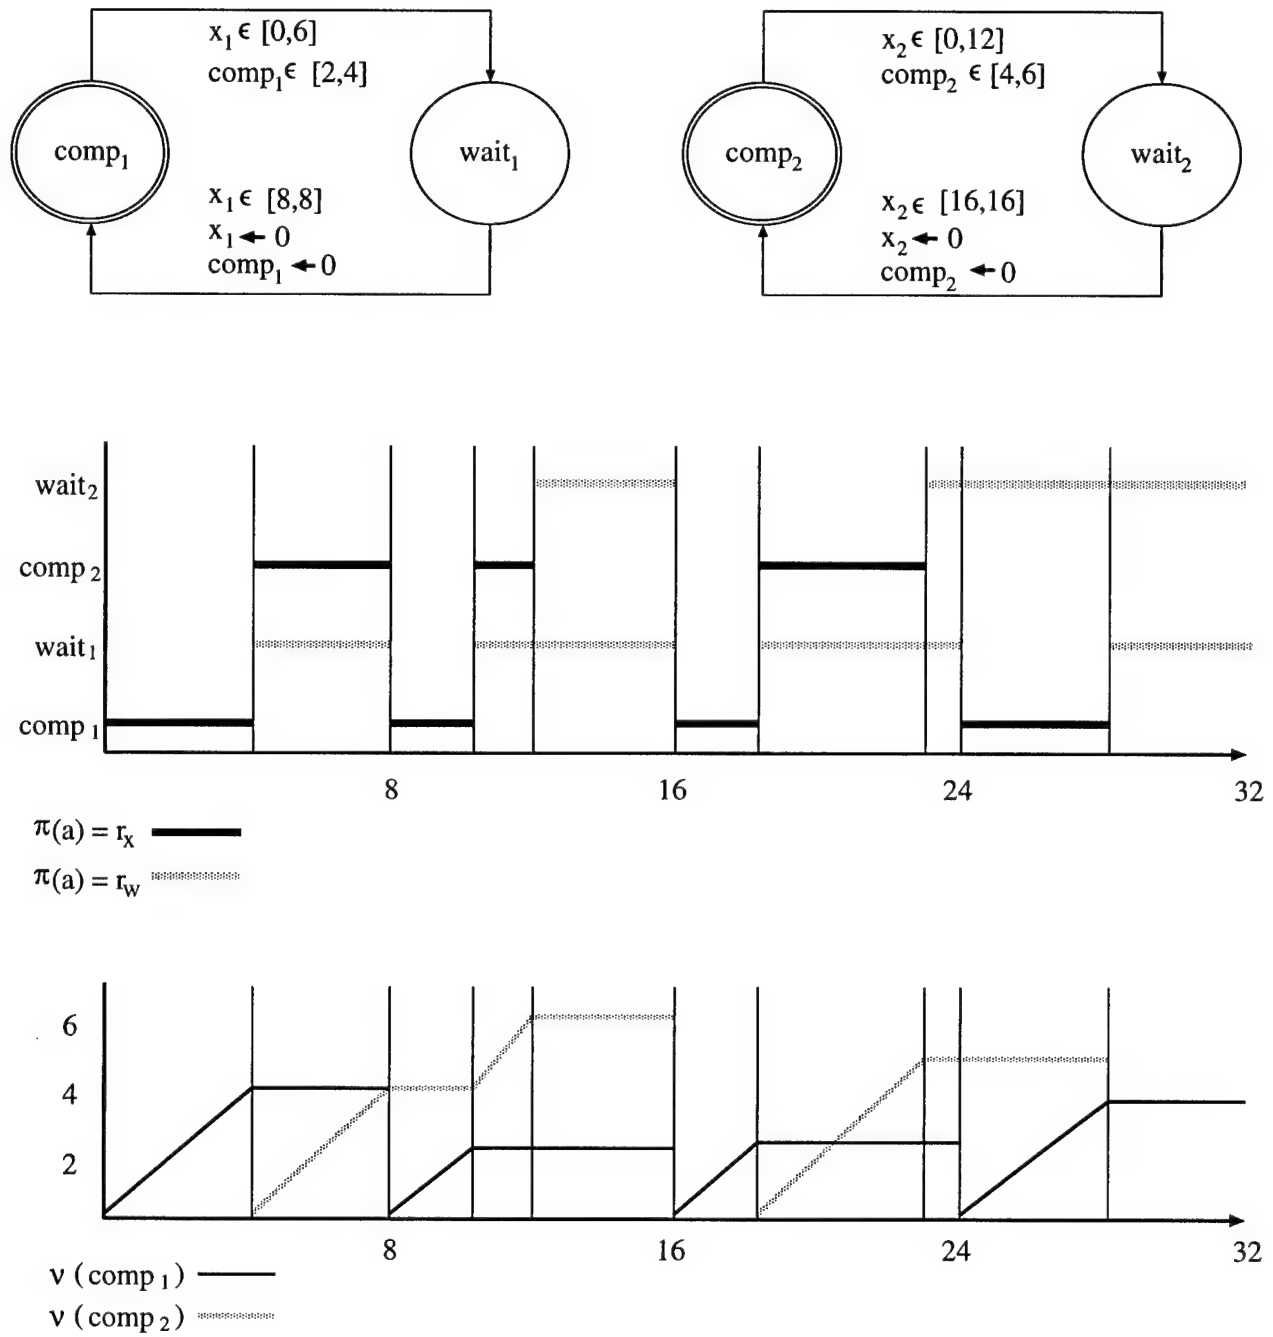 x₁ ϵ [0,6]
comp₁ ϵ [2,4]
comp₁
wait₁
x₁ ϵ [8,8]
x₁ ← 0
comp₁ ← 0
x₂ ϵ [0,12]
comp₂ ϵ [4,6]
comp₂
wait₂
x₂ ϵ [16,16]
x₂ ← 0
comp₂ ← 0
wait₂
comp₂
wait₁
comp₁
8 16 24 32
π(a) = rₓ
π(a) = r_w
6
4
2
8 16 24 32
ν (comp₁)
ν (comp₂)